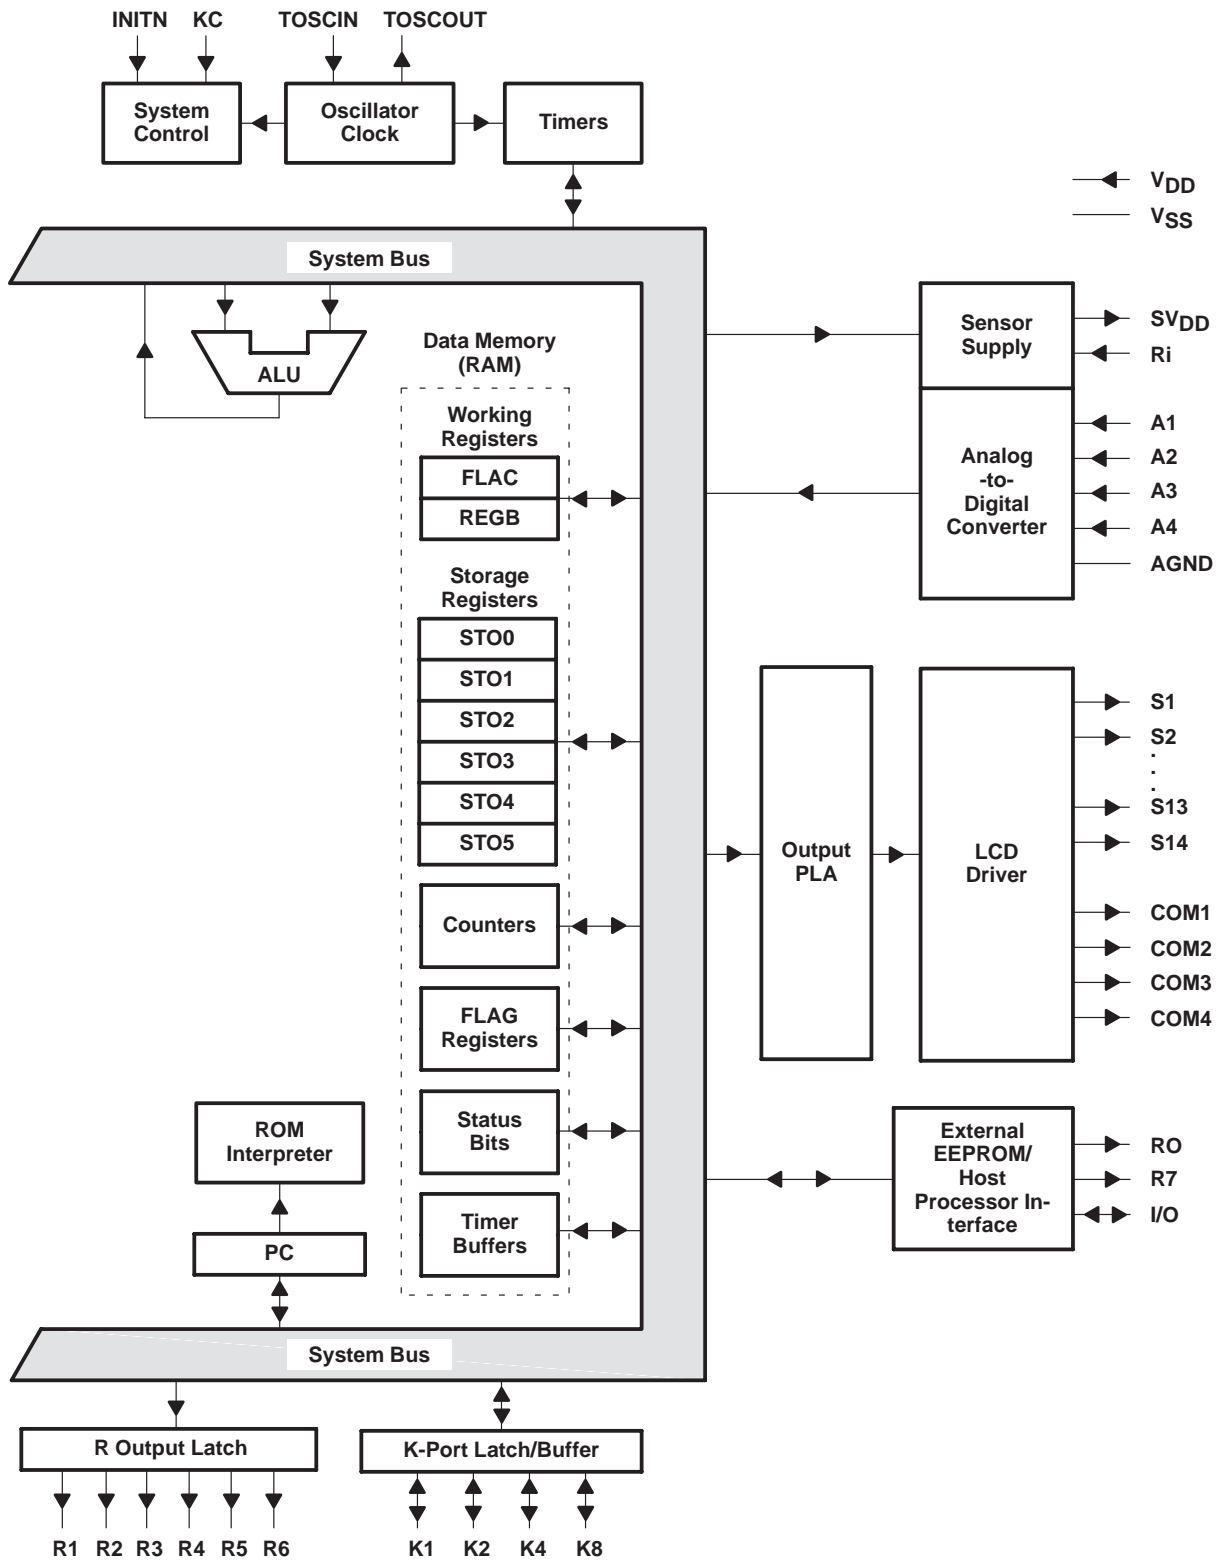 INITN KC TOSCIN TOSCOUT
System
Control
Oscillator
Clock
Timers
VDD
VSS
System Bus
ALU
Data Memory
(RAM)
Working
Registers
FLAC
REGB
Storage
Registers
STO0
STO1
STO2
STO3
STO4
STO5
Counters
FLAG
Registers
Status
Bits
Timer
Buffers
ROM
Interpreter
PC
Sensor
Supply
SVDD
Ri
Analog
-to-
Digital
Converter
A1
A2
A3
A4
AGND
Output
PLA
LCD
Driver
S1
S2
.
.
.
S13
S14
COM1
COM2
COM3
COM4
External
EEPROM/
Host
Processor In-
terface
RO
R7
I/O
System Bus
R Output Latch
K-Port Latch/Buffer
R1 R2 R3 R4 R5 R6
K1 K2 K4 K8